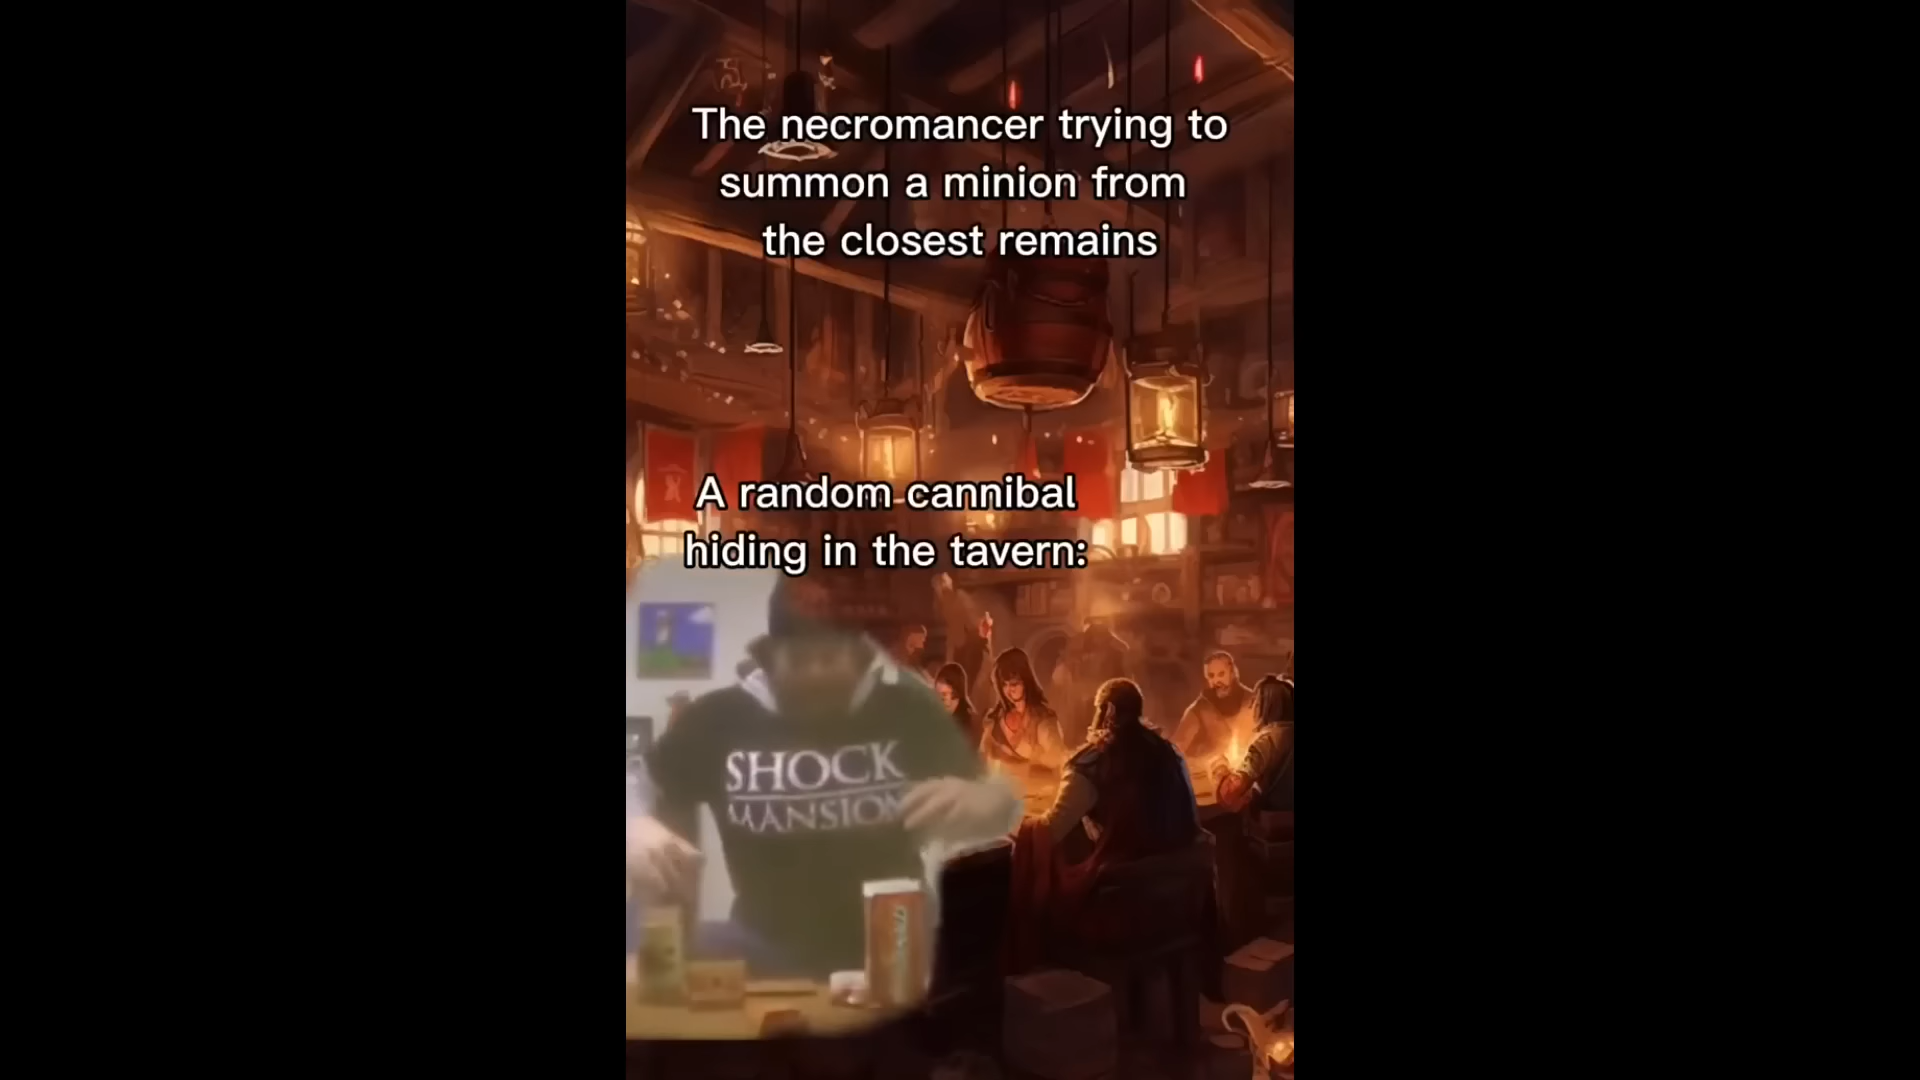 The necromancer trying to
summon a minion from
the closest remains
A random cannibal
hiding in the tavern:
SHOCK
MANSION